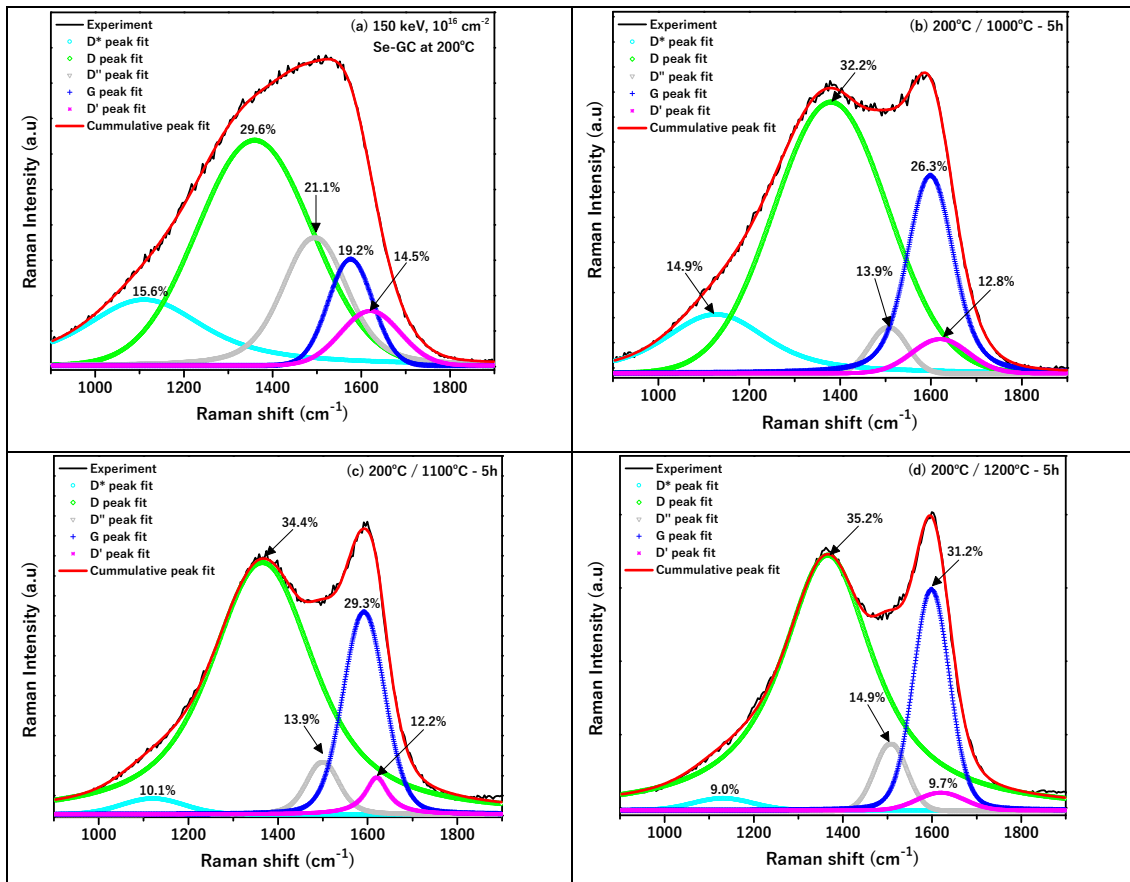 Experiment
D* peak fit
D peak fit
D'' peak fit
G peak fit
D' peak fit
Cummulative peak fit
(a) 150 keV, 10¹⁶ cm⁻²
Se-GC at 200°C
29.6%
21.1%
19.2%
14.5%
15.6%
Raman Intensity (a.u)
1000 1200 1400 1600 1800
Raman shift (cm⁻¹)
Experiment
D* peak fit
D peak fit
D'' peak fit
G peak fit
D' peak fit
Cummulative peak fit
(b) 200°C / 1000°C - 5h
32.2%
26.3%
14.9%
13.9%
12.8%
Raman Intensity (a.u)
1000 1200 1400 1600 1800
Raman shift (cm⁻¹)
Experiment
D* peak fit
D peak fit
D'' peak fit
G peak fit
D' peak fit
Cummulative peak fit
(c) 200°C / 1100°C - 5h
34.4%
29.3%
13.9%
12.2%
10.1%
Raman Intensity (a.u)
1000 1200 1400 1600 1800
Raman shift (cm⁻¹)
Experiment
D* peak fit
D peak fit
D'' peak fit
G peak fit
D' peak fit
Cummulative peak fit
(d) 200°C / 1200°C - 5h
35.2%
31.2%
14.9%
9.7%
9.0%
Raman Intensity (a.u)
1000 1200 1400 1600 1800
Raman shift (cm⁻¹)